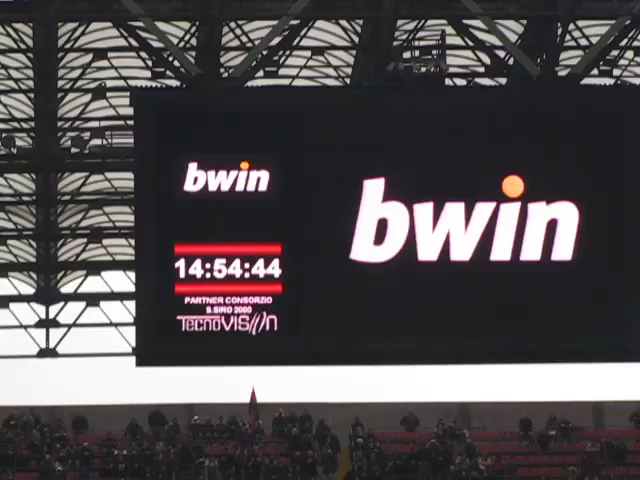 bwin
14:54:44
PARTNER CONSORZIO
S.SIRO 2000
TECNOVISION
bwin